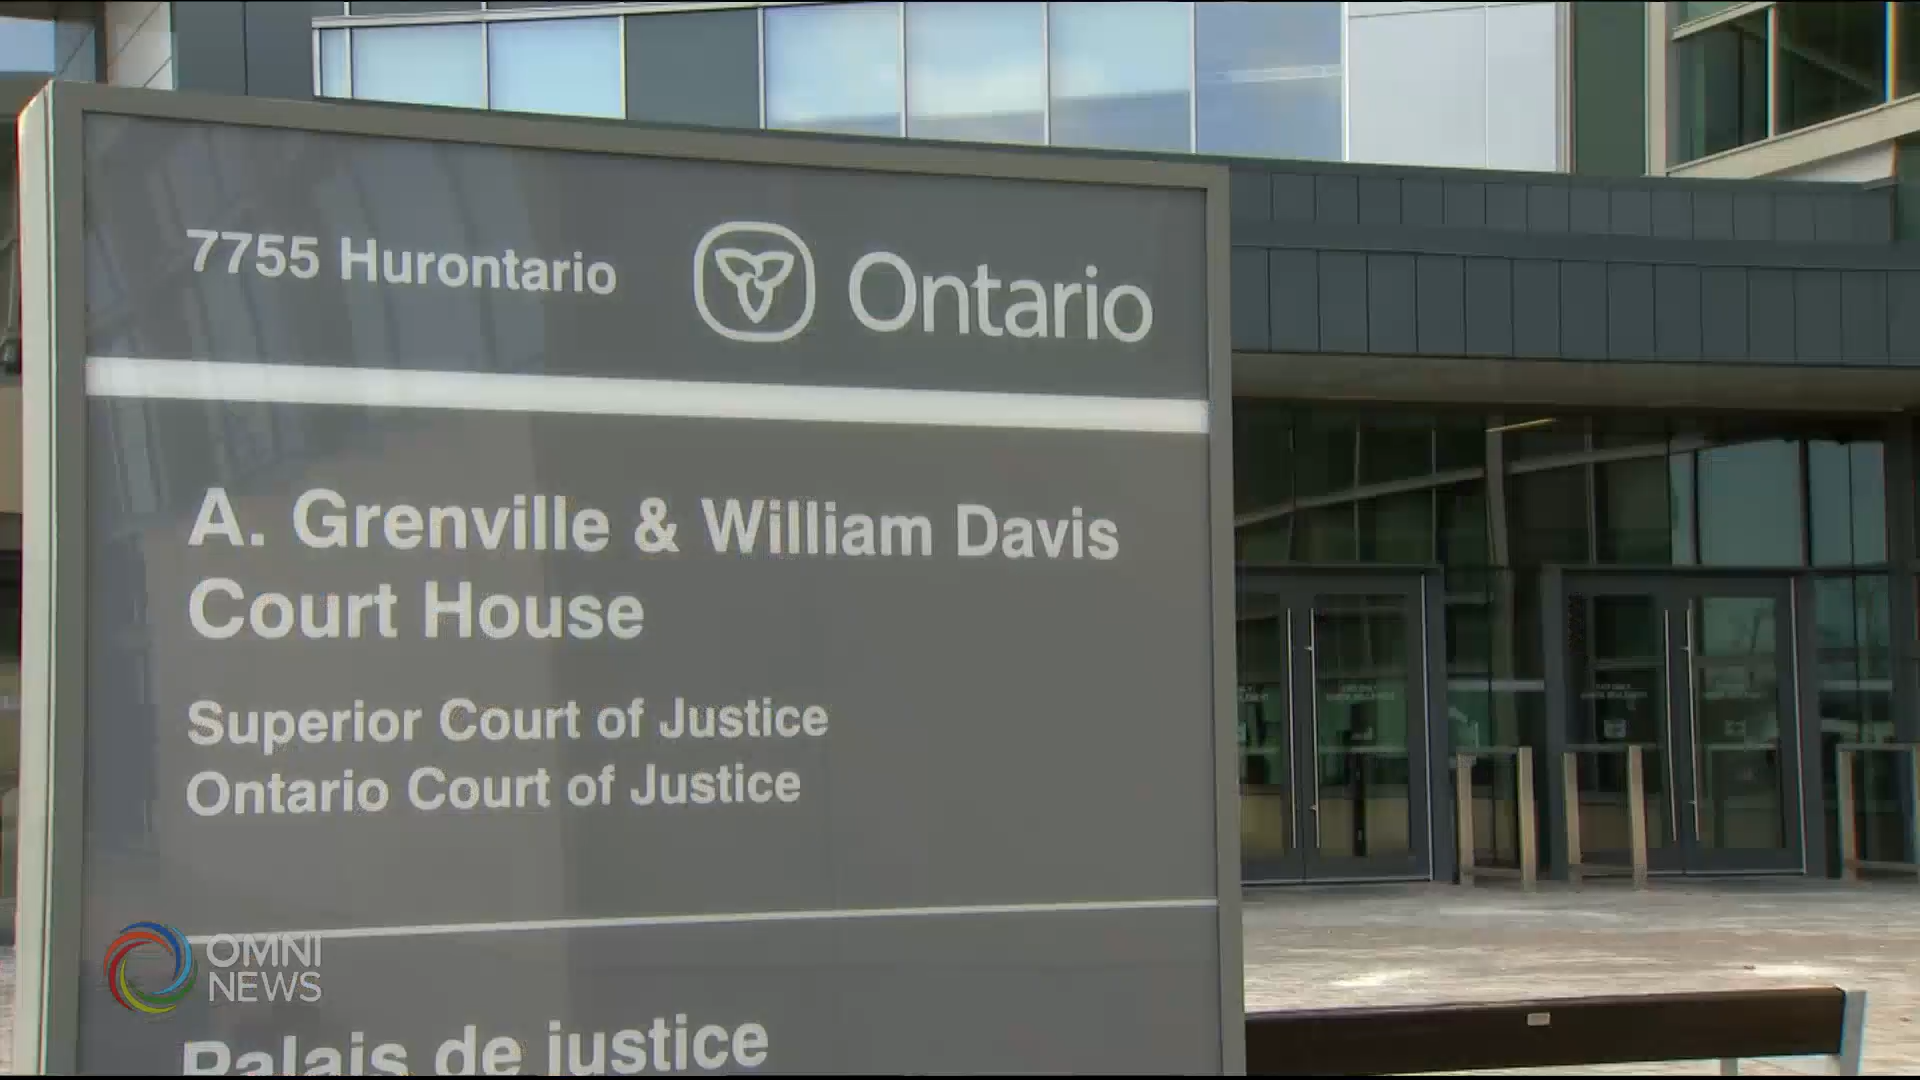 7755 Hurontario
Ontario
A. Grenville & William Davis
Court House
Superior Court of Justice
Ontario Court of Justice
Palais de justice
OMNI
NEWS